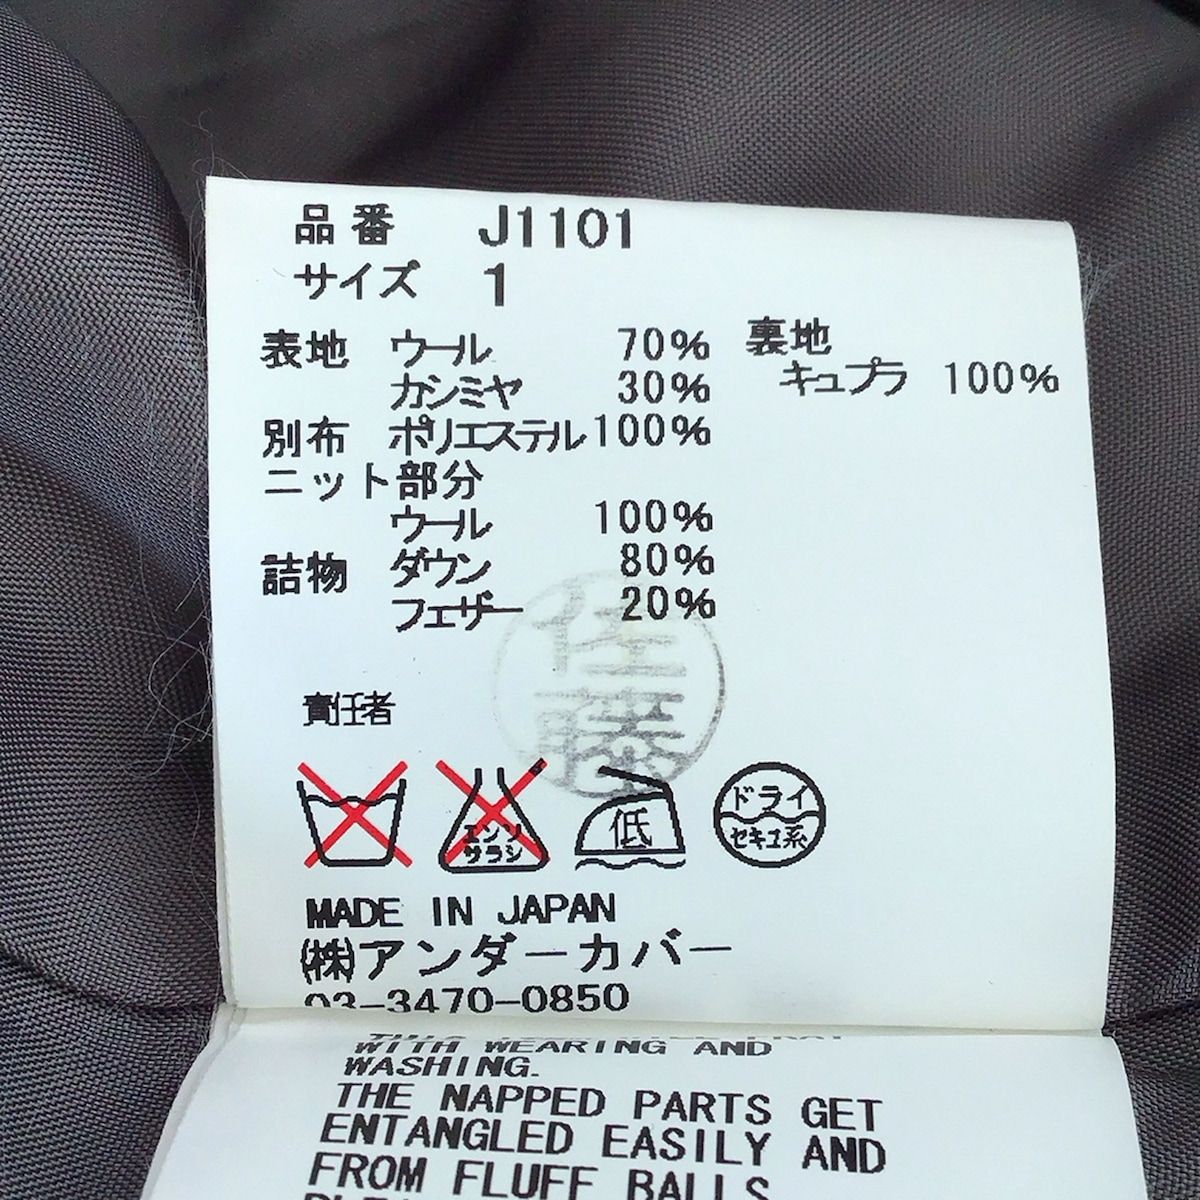 品番 J1101
サイズ 1
表地 ウール 70% 裏地
カシミヤ 30% キュプラ 100%
別布 ポリエステル 100%
ニット部分
ウール 100%
詰物 ダウン 80%
フェザー 20%
佐藤
責任者
エンソサラシ 低 ドライ セキユ系
MADE IN JAPAN
(株)アンダーカバー
03-3470-0850
WITH WEARING AND
WASHING.
THE NAPPED PARTS GET
ENTANGLED EASILY AND
FROM FLUFF BALLS